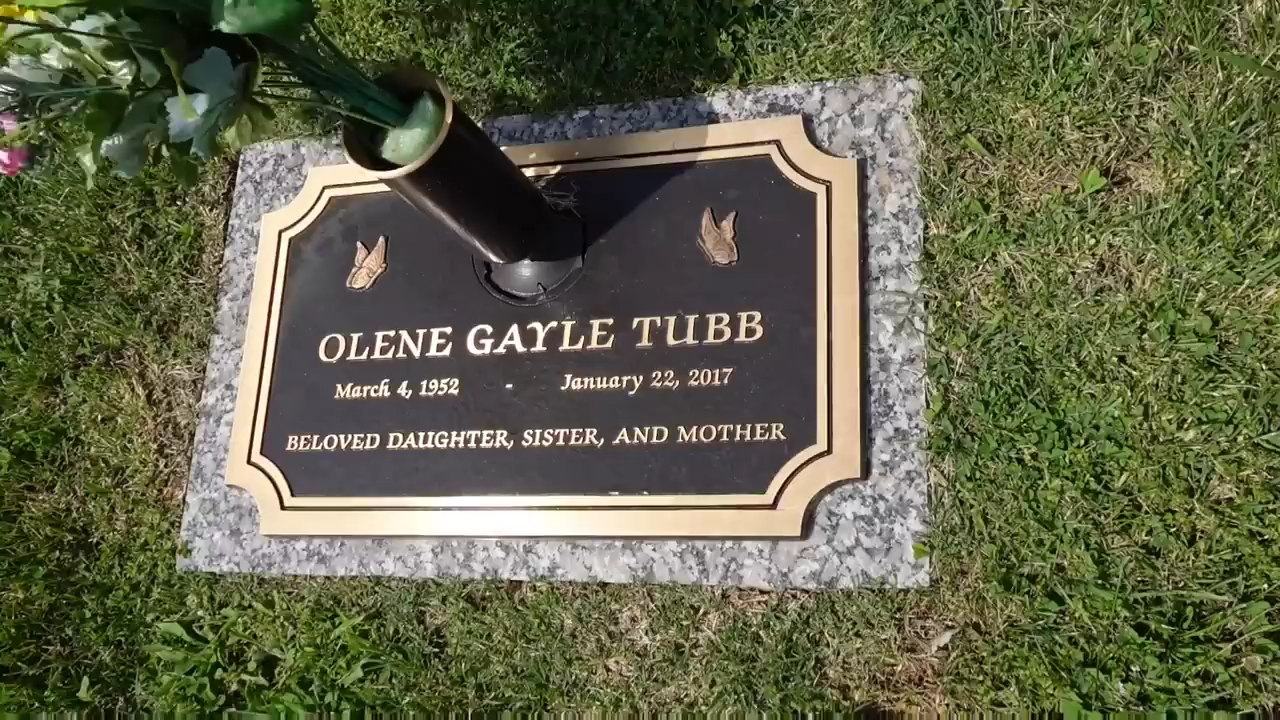 OLENE GAYLE TUBB
March 4, 1952 - January 22, 2017
BELOVED DAUGHTER, SISTER, AND MOTHER